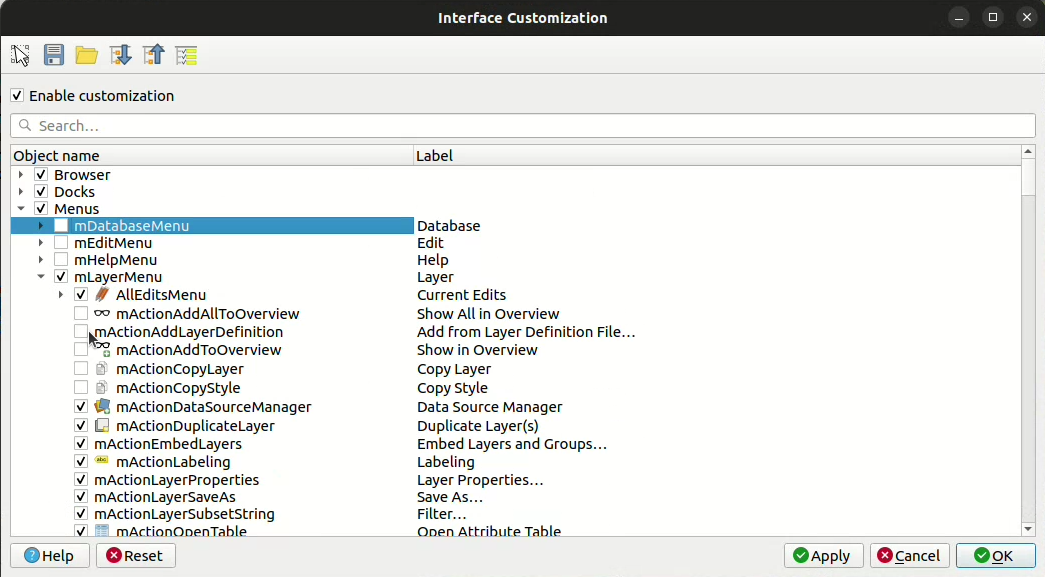 Interface Customization
Enable customization
Search...
Object name Label
Browser
Docks
Menus
mDatabaseMenu Database
mEditMenu Edit
mHelpMenu Help
mLayerMenu Layer
AllEditsMenu Current Edits
mActionAddAllToOverview Show All in Overview
mActionAddLayerDefinition Add from Layer Definition File...
mActionAddToOverview Show in Overview
mActionCopyLayer Copy Layer
mActionCopyStyle Copy Style
mActionDataSourceManager Data Source Manager
mActionDuplicateLayer Duplicate Layer(s)
mActionEmbedLayers Embed Layers and Groups...
abc mActionLabeling Labeling
mActionLayerProperties Layer Properties...
mActionLayerSaveAs Save As...
mActionLayerSubsetString Filter...
mActionOpenTable Open Attribute Table
? Help Reset Apply Cancel OK